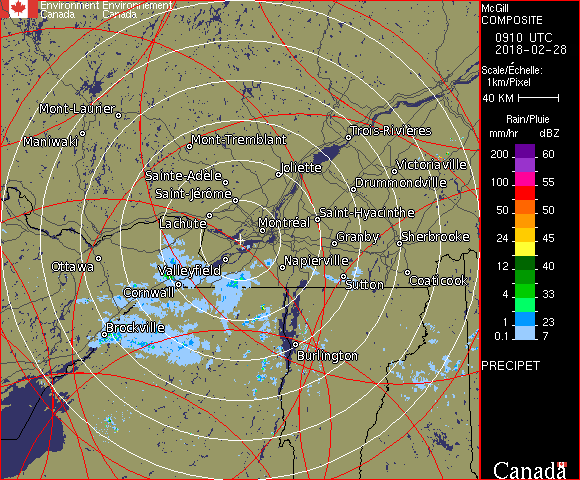 Environment Environnement
Canada Canada
McGill
COMPOSITE
0910 UTC
2018-02-28
Scale/Échelle:
1km/Pixel
40 KM
Rain/Pluie
mm/hr dBZ
200 60
100 55
50 50
24 45
12 40
4 33
1 23
0.1 7
PRECIPET
Canada
Mont-Laurier
Maniwaki
Mont-Tremblant
Trois-Rivières
Joliette
Victoriaville
Sainte-Adèle
Drummondville
Saint-Jérôme
Lachute
Saint-Hyacinthe
Montréal
Granby
Sherbrooke
Ottawa
Valleyfield
Napierville
Cornwall
Sutton
Coaticook
Brockville
Burlington